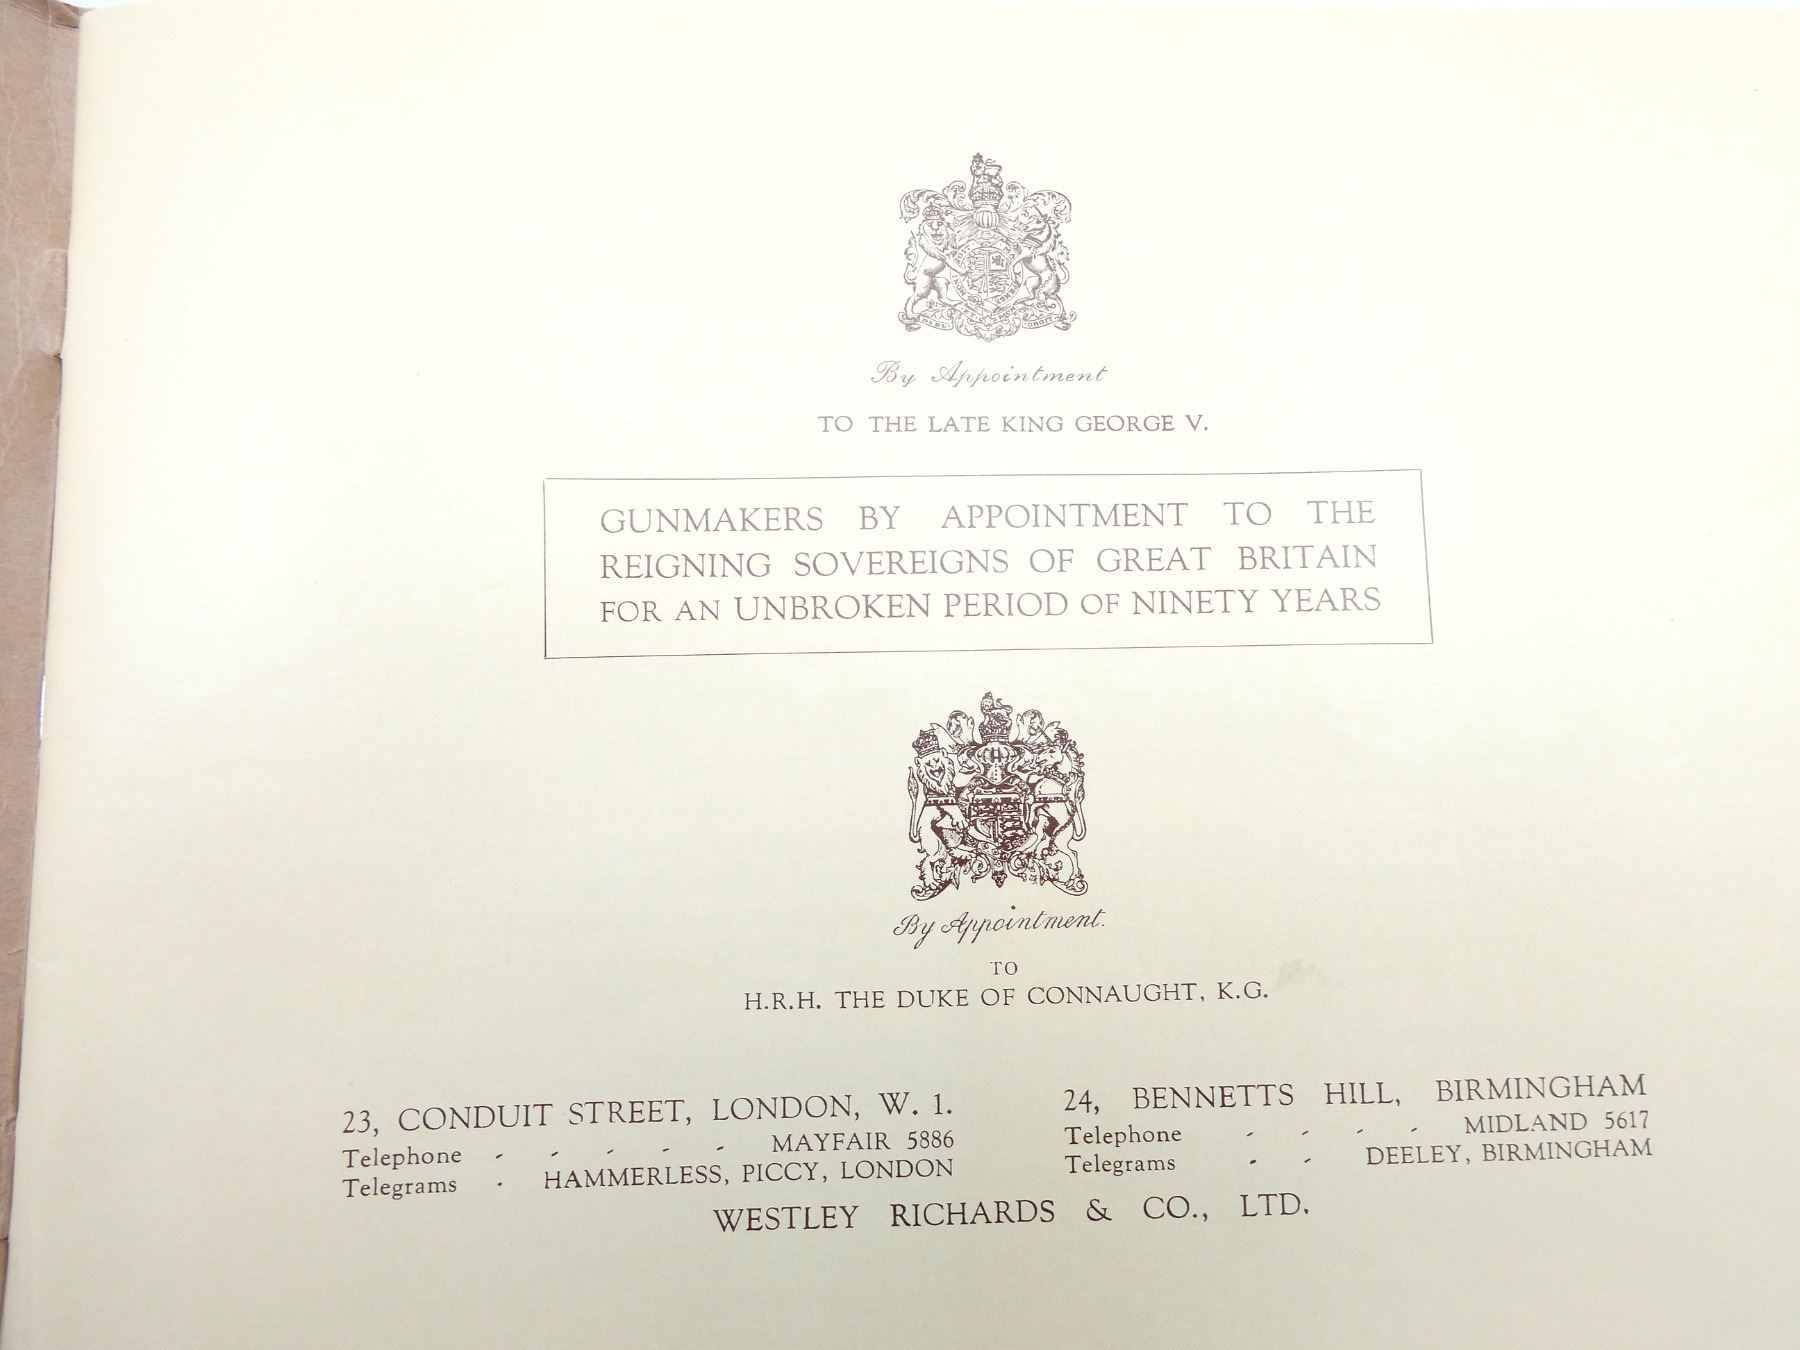 By Appointment
TO THE LATE KING GEORGE V.
GUNMAKERS BY APPOINTMENT TO THE
REIGNING SOVEREIGNS OF GREAT BRITAIN
FOR AN UNBROKEN PERIOD OF NINETY YEARS
By Appointment.
TO
H.R.H. THE DUKE OF CONNAUGHT, K.G.
23, CONDUIT STREET, LONDON, W. 1.
Telephone - - - - - MAYFAIR 5886
Telegrams - HAMMERLESS, PICCY, LONDON
24, BENNETTS HILL, BIRMINGHAM
Telephone - - - - MIDLAND 5617
Telegrams - - DEELEY, BIRMINGHAM
WESTLEY RICHARDS & CO., LTD.